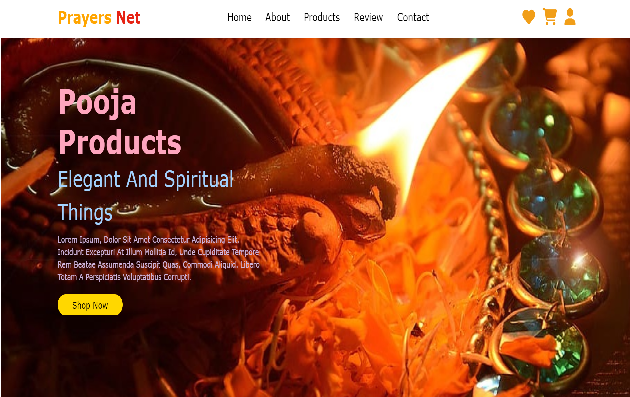 Prayers Net
Home About Products Review Contact
Pooja
Products
Elegant And Spiritual
Things
Lorem Ipsum, Dolor Sit Amet Consectetur Adipisicing Elit.
Incidunt Excepturi At Illum Mollitia Id, Unde Cupiditate Tempore
Rem Beatae Assumenda Suscipit Quas, Commodi Aliquid, Libero
Totam A Perspiciatis Voluptatibus Corrupti.
Shop Now